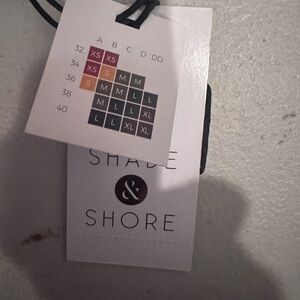 A B C D DD
32 XS XS
34 XS S M M
36 S M M L L
38 M L L XL
40 L L XL XL
SHADE
&
SHORE